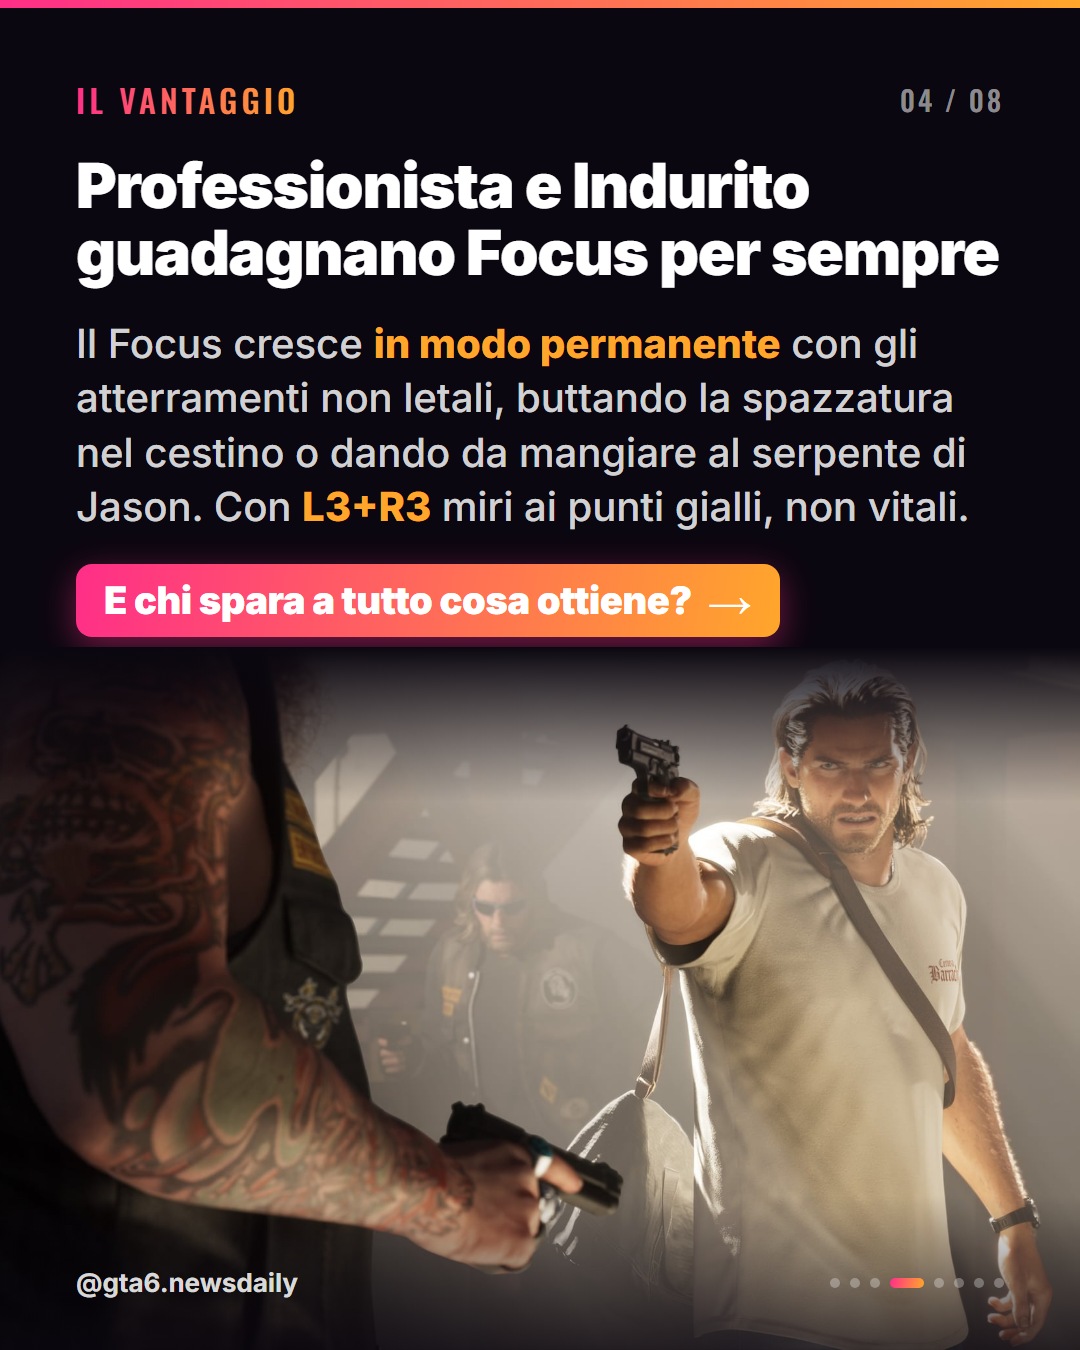 IL VANTAGGIO
04 / 08
Professionista e Indurito
guadagnano Focus per sempre
Il Focus cresce in modo permanente con gli
atterramenti non letali, buttando la spazzatura
nel cestino o dando da mangiare al serpente di
Jason. Con L3+R3 miri ai punti gialli, non vitali.
E chi spara a tutto cosa ottiene? →
@gta6.newsdaily